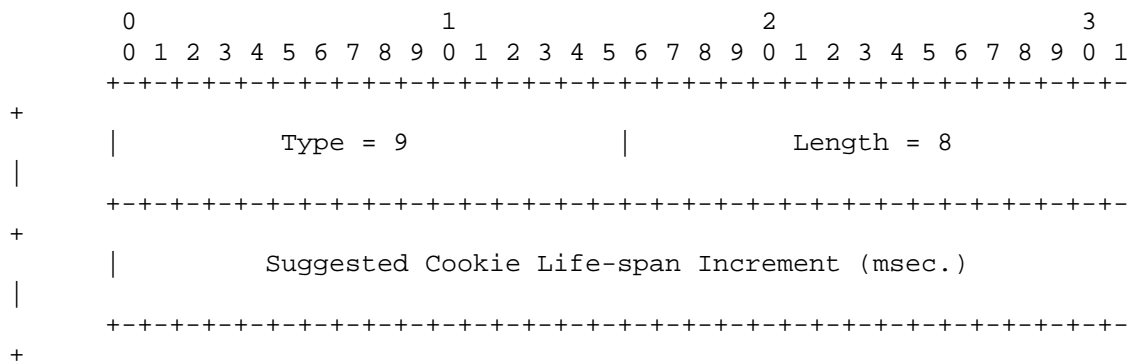 0                   1                   2                   3
        0 1 2 3 4 5 6 7 8 9 0 1 2 3 4 5 6 7 8 9 0 1 2 3 4 5 6 7 8 9 0 1
       +-+-+-+-+-+-+-+-+-+-+-+-+-+-+-+-+-+-+-+-+-+-+-+-+-+-+-+-+-+-+-+-
+
       |          Type = 9             |          Length = 8
|
       +-+-+-+-+-+-+-+-+-+-+-+-+-+-+-+-+-+-+-+-+-+-+-+-+-+-+-+-+-+-+-+-
+
       |         Suggested Cookie Life-span Increment (msec.)
|
       +-+-+-+-+-+-+-+-+-+-+-+-+-+-+-+-+-+-+-+-+-+-+-+-+-+-+-+-+-+-+-+-
+